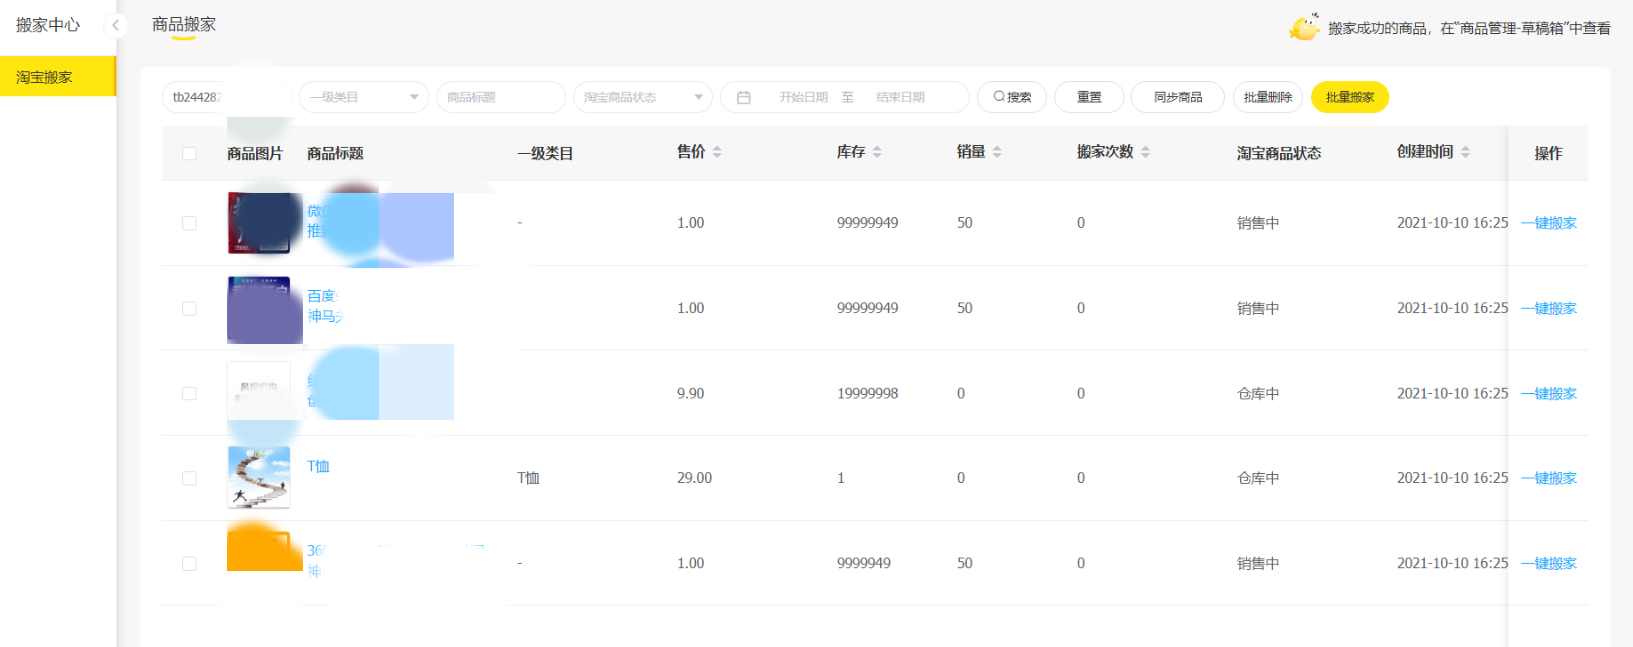 搬家中心
商品搬家
搬家成功的商品，在“商品管理-草稿箱”中查看
淘宝搬家
tb24428 一级类目 商品标题 淘宝商品状态 开始日期 至 结束日期 搜索 重置 同步商品 批量删除 批量搬家
商品图片 商品标题 一级类目 售价 库存 销量 搬家次数 淘宝商品状态 创建时间 操作
微
推
- 1.00 99999949 50 0 销售中 2021-10-10 16:25 一键搬家
百度
神马
1.00 99999949 50 0 销售中 2021-10-10 16:25 一键搬家
9.90 19999998 0 0 仓库中 2021-10-10 16:25 一键搬家
T恤
T恤 29.00 1 0 0 仓库中 2021-10-10 16:25 一键搬家
36
神
- 1.00 9999949 50 0 销售中 2021-10-10 16:25 一键搬家